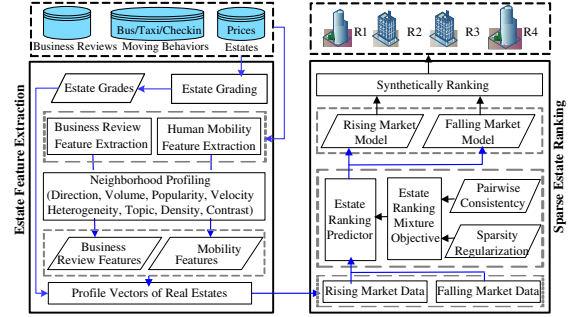 Business Reviews
Bus/Taxi/Checkin
Moving Behaviors
Prices
Estates
Estate Feature Extraction
Estate Grades
Estate Grading
Business Review
Feature Extraction
Human Mobility
Feature Extraction
Neighborhood Profiling
(Direction, Volume, Popularity, Velocity
Heterogeneity, Topic, Density, Contrast)
Business
Review Features
Mobility
Features
Profile Vectors of Real Estates
R1
R2
R3
R4
Synthetically Ranking
Rising Market
Model
Falling Market
Model
Estate
Ranking
Predictor
Estate
Ranking
Mixture
Objective
Pairwise
Consistency
Sparsity
Regularization
Rising Market Data
Falling Market Data
Sparse Estate Ranking